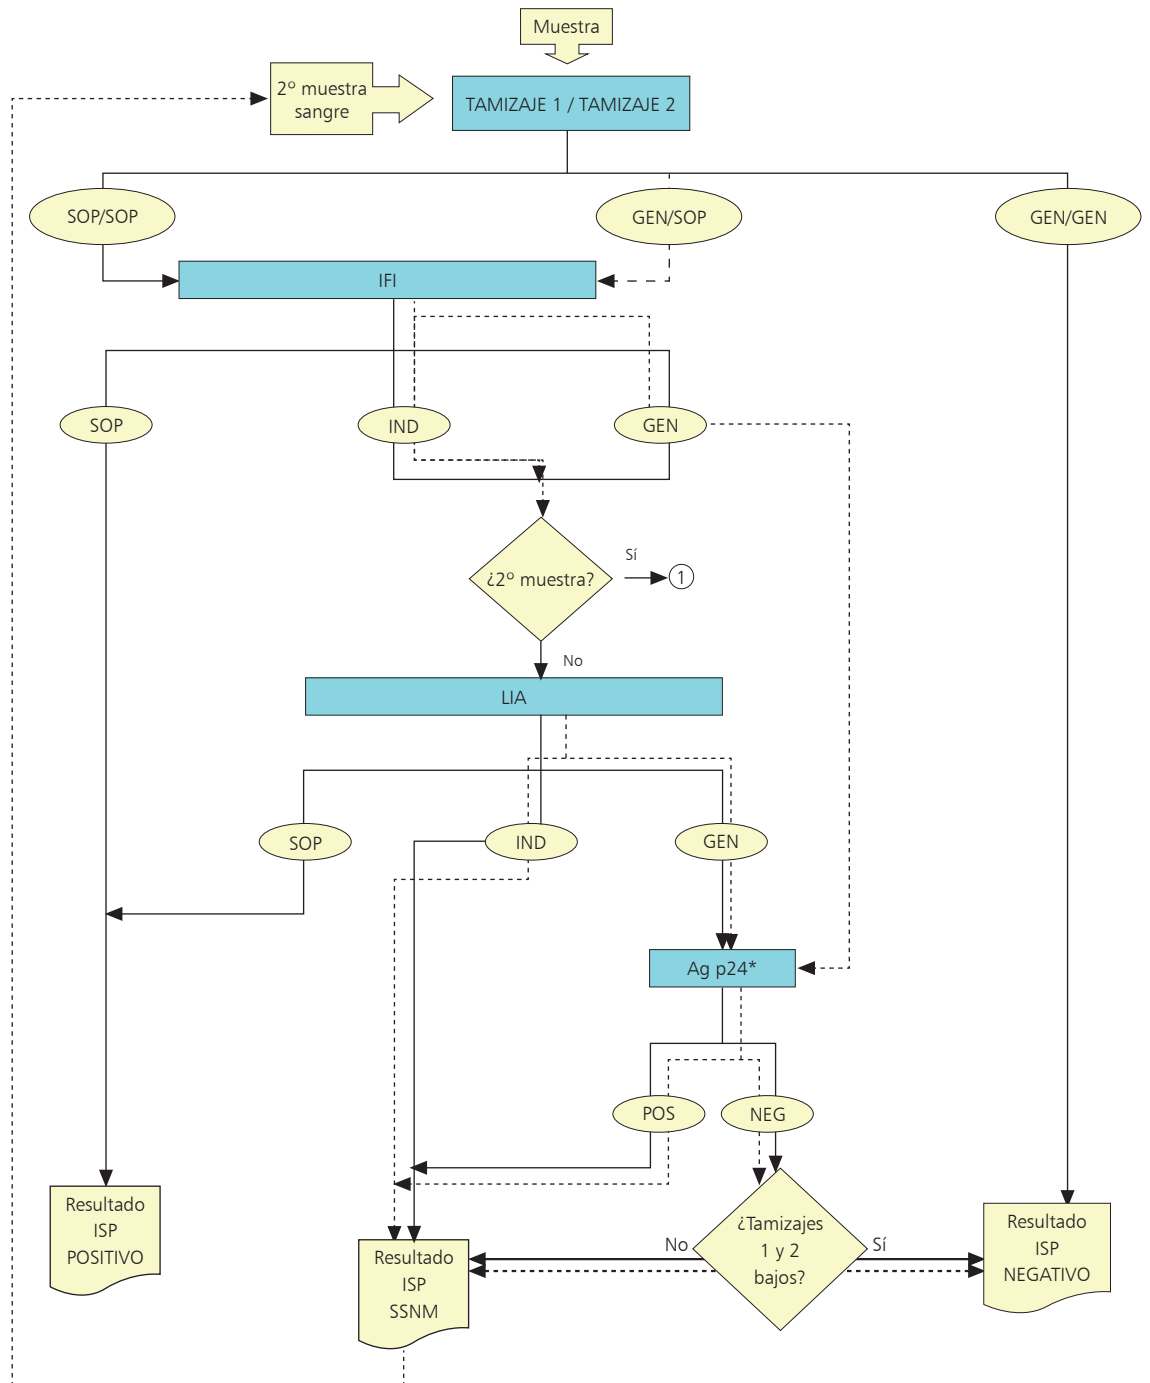 Muestra
2º muestra
sangre
TAMIZAJE 1 / TAMIZAJE 2
SOP/SOP
GEN/SOP
GEN/GEN
IFI
SOP
IND
GEN
¿2º muestra?
Sí
1
No
LIA
SOP
IND
GEN
Ag p24*
POS
NEG
Resultado
ISP
POSITIVO
Resultado
ISP
SSNM
No
¿Tamizajes
1 y 2
bajos?
Sí
Resultado
ISP
NEGATIVO